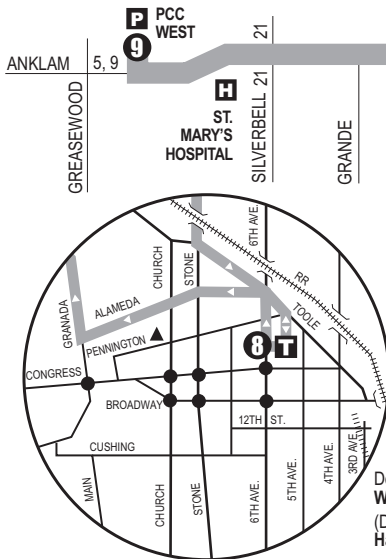 P PCC
WEST
9
ANKLAM 5, 9
21
21
H
ST.
MARY'S
HOSPITAL
GREASEWOOD
SILVERBELL
GRANDE
6TH AVE.
CHURCH
STONE
RR
TOOLE
GRANADA
ALAMEDA
PENNINGTON
8 T
CONGRESS
BROADWAY
12TH ST.
CUSHING
MAIN
CHURCH
STONE
6TH AVE.
5TH AVE.
4TH AVE.
3RD AVE.